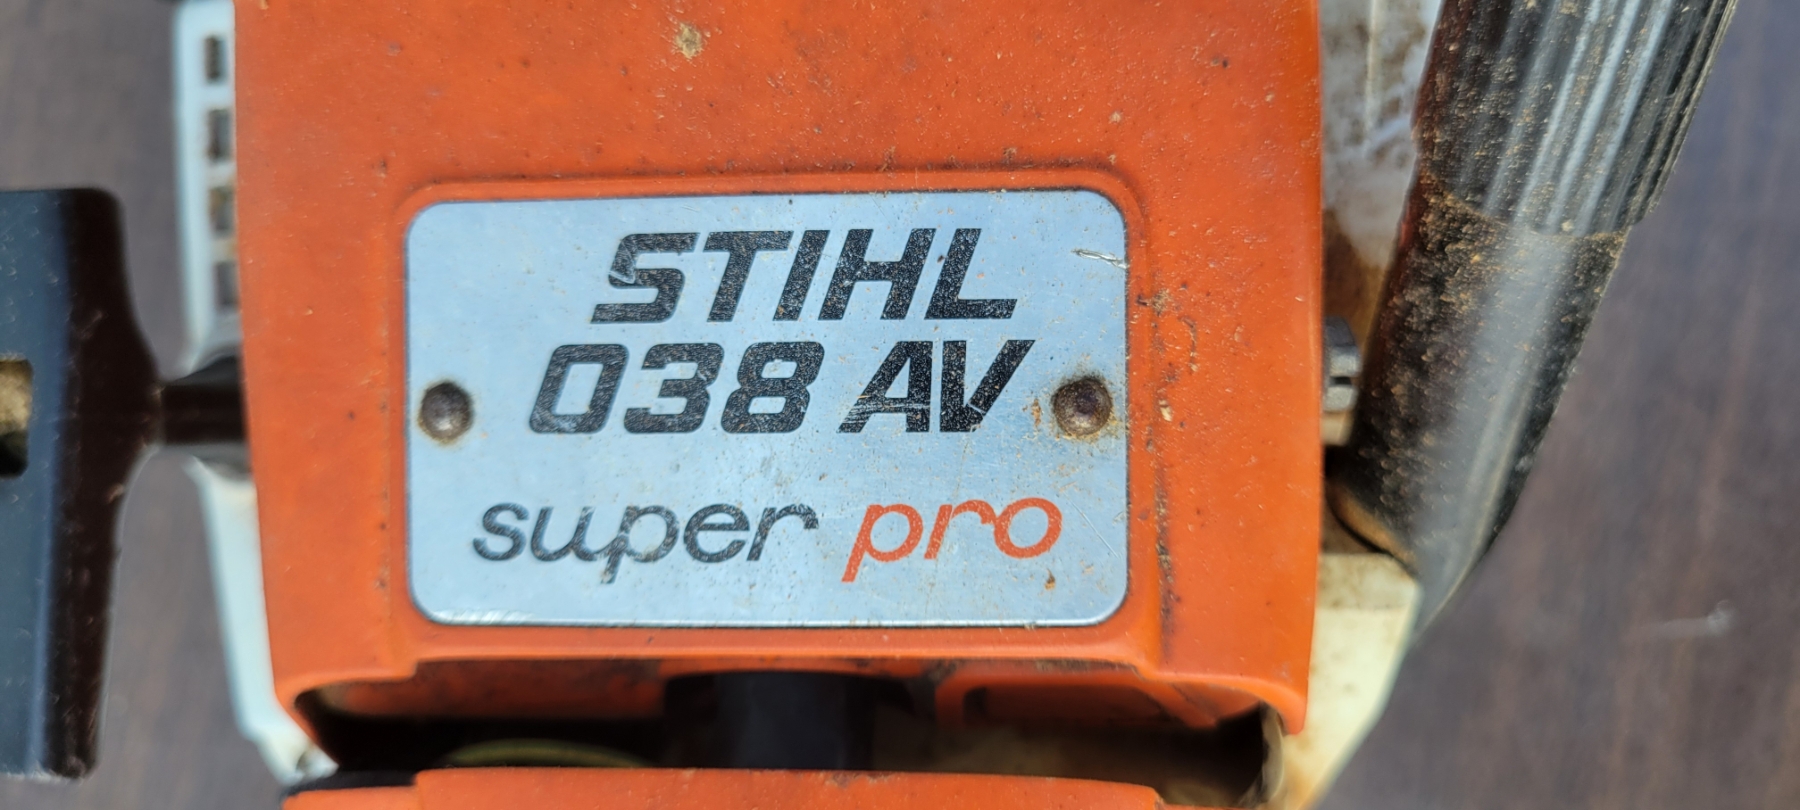 STIHL
038 AV
super pro